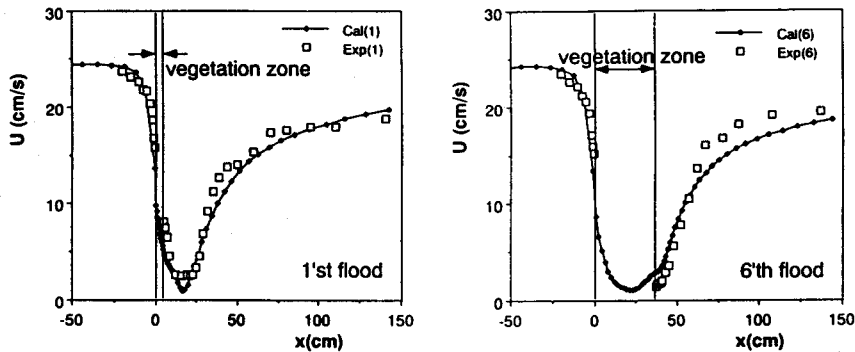 30
20
10
0
U (cm/s)
Cal(1)
Exp(1)
vegetation zone
1'st flood
-50
0
50
100
150
x(cm)
30
20
10
0
U (cm/s)
Cal(6)
vegetation zone
Exp(6)
6'th flood
-50
0
50
100
150
x(cm)